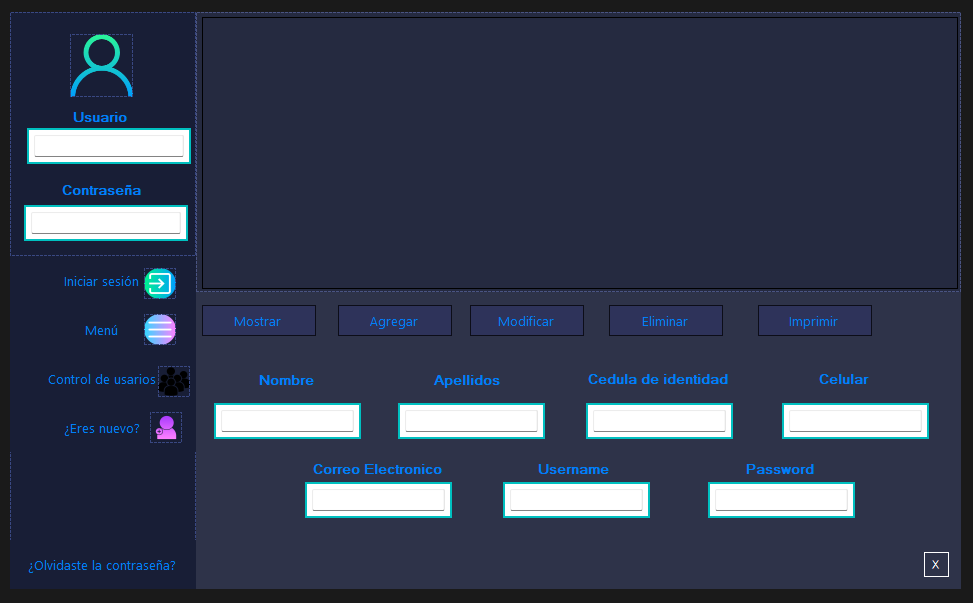 Usuario
Contraseña
Iniciar sesión
Menú
Control de usarios
¿Eres nuevo?
¿Olvidaste la contraseña?
Mostrar
Agregar
Modificar
Eliminar
Imprimir
Nombre
Apellidos
Cedula de identidad
Celular
Correo Electronico
Username
Password
X